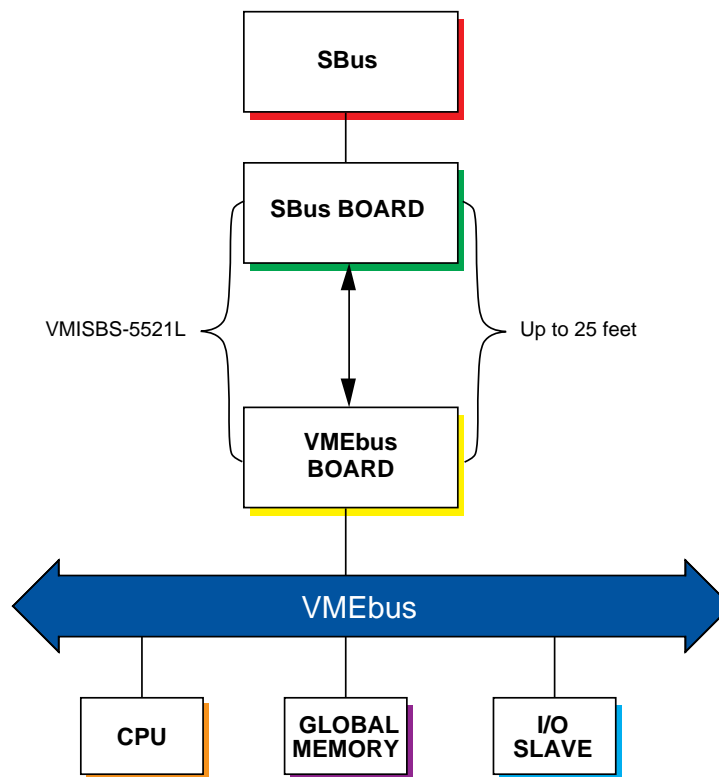 SBus
SBus BOARD
VMISBS-5521L
Up to 25 feet
VMEbus
BOARD
VMEbus
CPU
GLOBAL
MEMORY
I/O
SLAVE